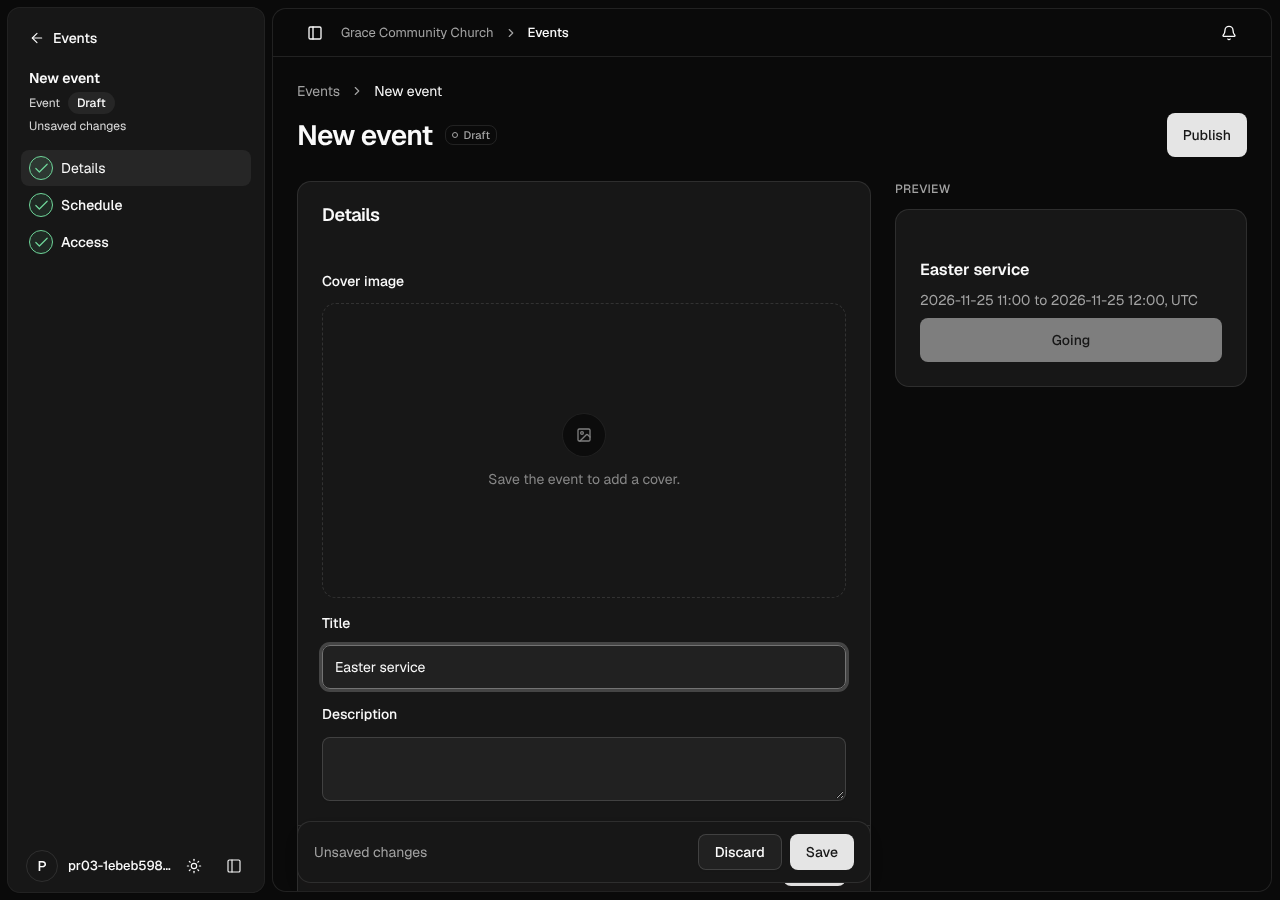 Events
New event
Event Draft
Unsaved changes
Details
Schedule
Access
P pr03-1ebeb598…
Grace Community Church Events
Events New event
New event Draft
Publish
Details
Cover image
Save the event to add a cover.
Title
Easter service
Description
Unsaved changes
Discard Save
PREVIEW
Easter service
2026-11-25 11:00 to 2026-11-25 12:00, UTC
Going